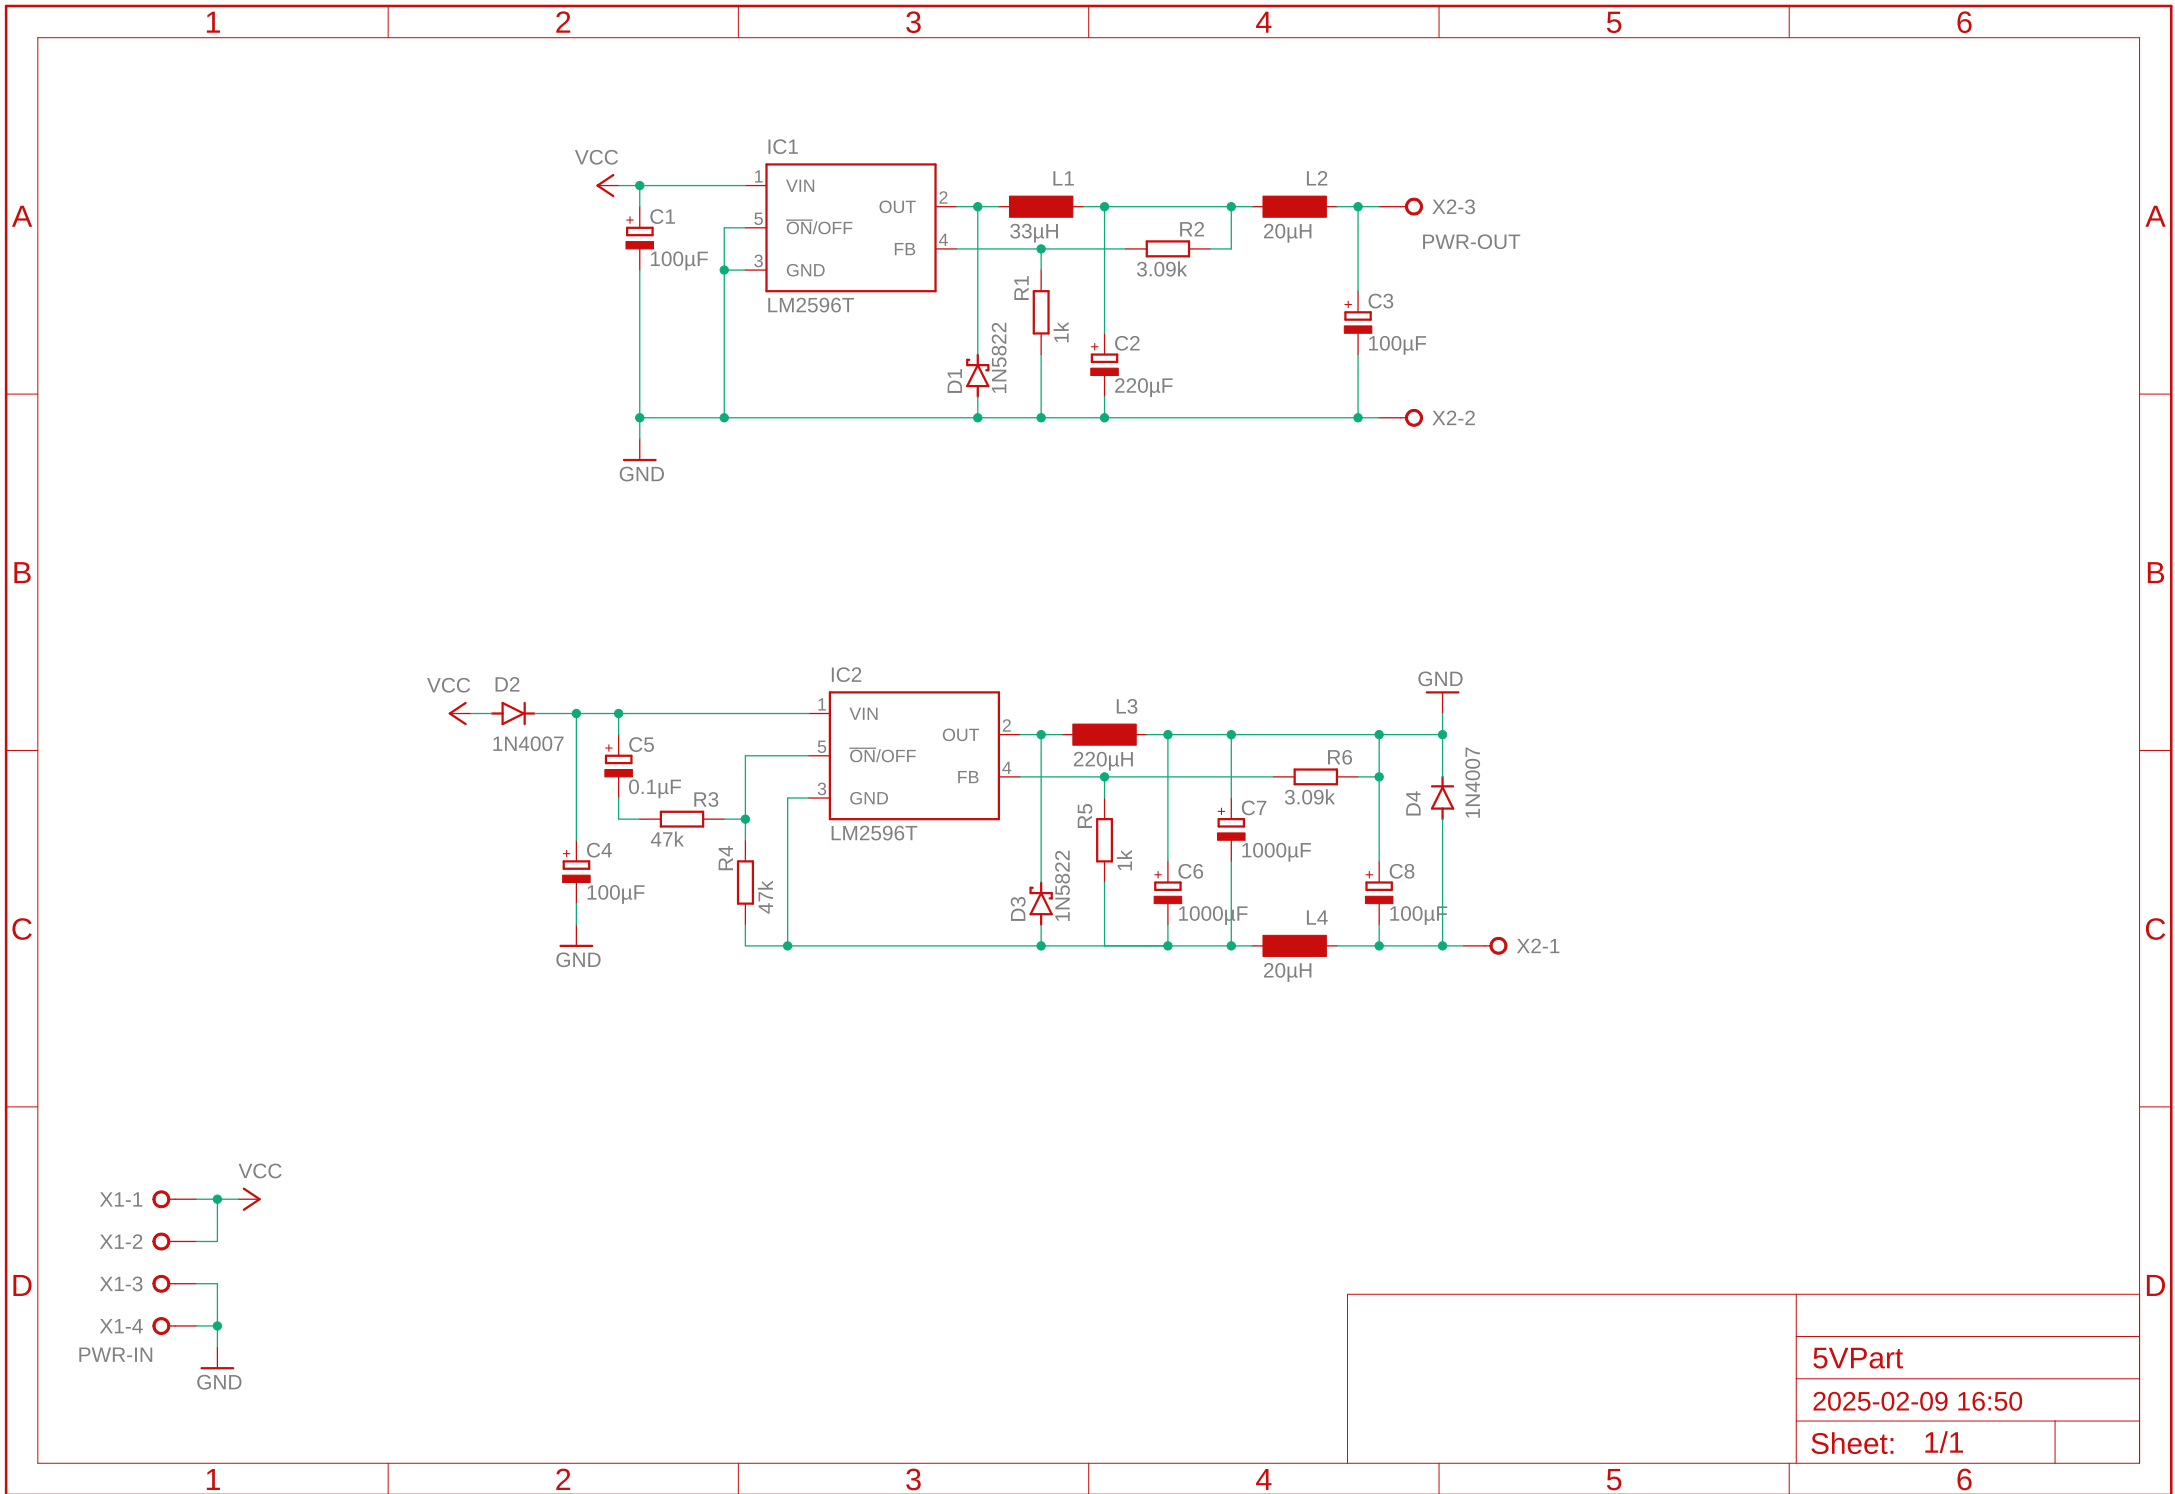 1 2 3 4 5 6
A A
B B
C C
D D
VCC
C1
100µF
GND
IC1
1 VIN
5 ON/OFF
3 GND
OUT 2
FB 4
LM2596T
L1
33µH
R2
3.09k
R1
1k
D1
1N5822
C2
220µF
L2
20µH
C3
100µF
X2-3
PWR-OUT
X2-2
VCC
D2
1N4007
C5
0.1µF
R3
47k
R4
47k
C4
100µF
GND
IC2
1 VIN
5 ON/OFF
3 GND
OUT 2
FB 4
LM2596T
L3
220µH
R5
1k
D3
1N5822
C6
1000µF
C7
1000µF
R6
3.09k
C8
100µF
L4
20µH
GND
D4
1N4007
X2-1
VCC
X1-1
X1-2
X1-3
X1-4
PWR-IN
GND
5VPart
2025-02-09 16:50
Sheet: 1/1
1 2 3 4 5 6